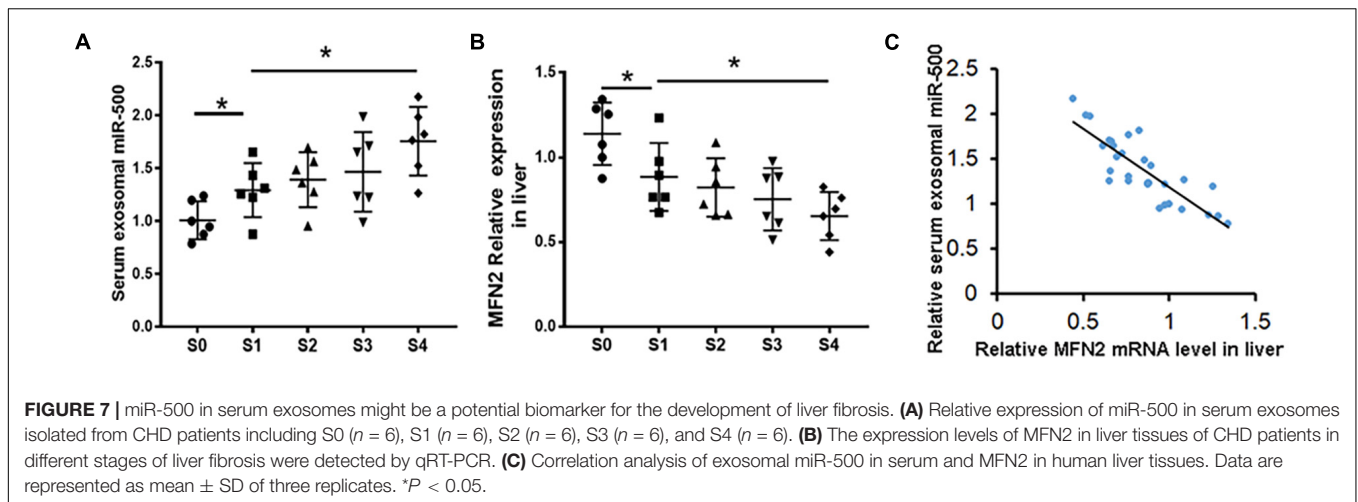 A
B
C
Serum exosomal miR-500
2.5
2.0
1.5
1.0
0.5
0.0
*
*
S0 S1 S2 S3 S4
MFN2 Relative expression
in liver
1.5
1.0
0.5
0.0
*
*
S0 S1 S2 S3 S4
Relative serum exosomal miR-500
2.5
2
1.5
1
0.5
0
0 0.5 1 1.5
Relative MFN2 mRNA level in liver
FIGURE 7 | miR-500 in serum exosomes might be a potential biomarker for the development of liver fibrosis. (A) Relative expression of miR-500 in serum exosomes
isolated from CHD patients including S0 (n = 6), S1 (n = 6), S2 (n = 6), S3 (n = 6), and S4 (n = 6). (B) The expression levels of MFN2 in liver tissues of CHD patients in
different stages of liver fibrosis were detected by qRT-PCR. (C) Correlation analysis of exosomal miR-500 in serum and MFN2 in human liver tissues. Data are
represented as mean ± SD of three replicates. *P < 0.05.